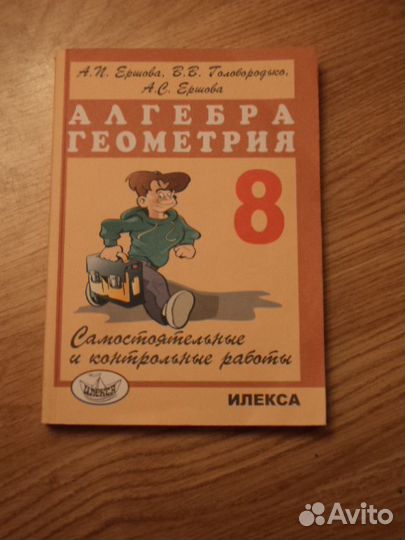 А.П. Ершова, В.В. Голобородько,
А.С. Ершова
АЛГЕБРА
ГЕОМЕТРИЯ
8
Самостоятельные
и контрольные работы
ИЛЕКСА
ИЛЕКСА
Avito